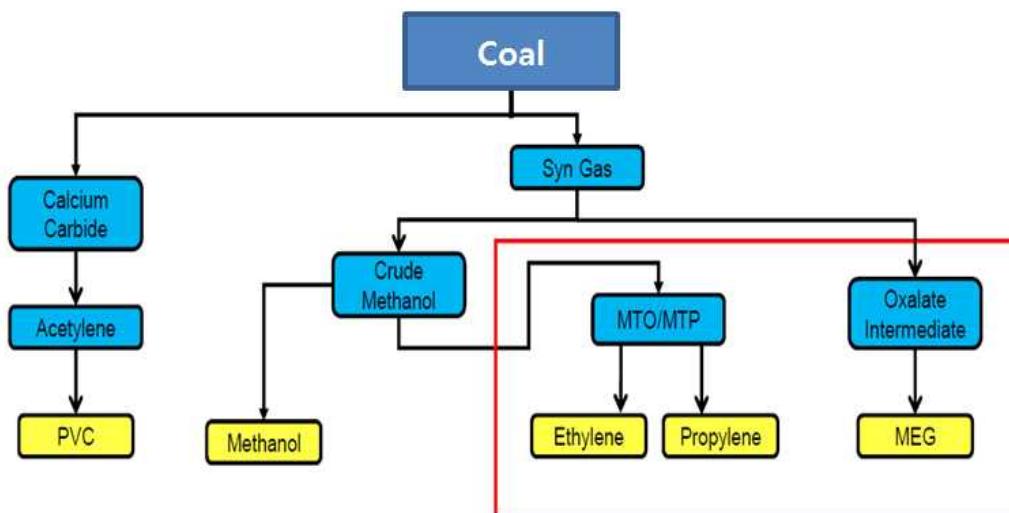 Coal
Syn Gas
Calcium
Carbide
Crude
Methanol
Oxalate
Intermediate
MTO/MTP
Acetylene
PVC
Methanol
Ethylene
Propylene
MEG